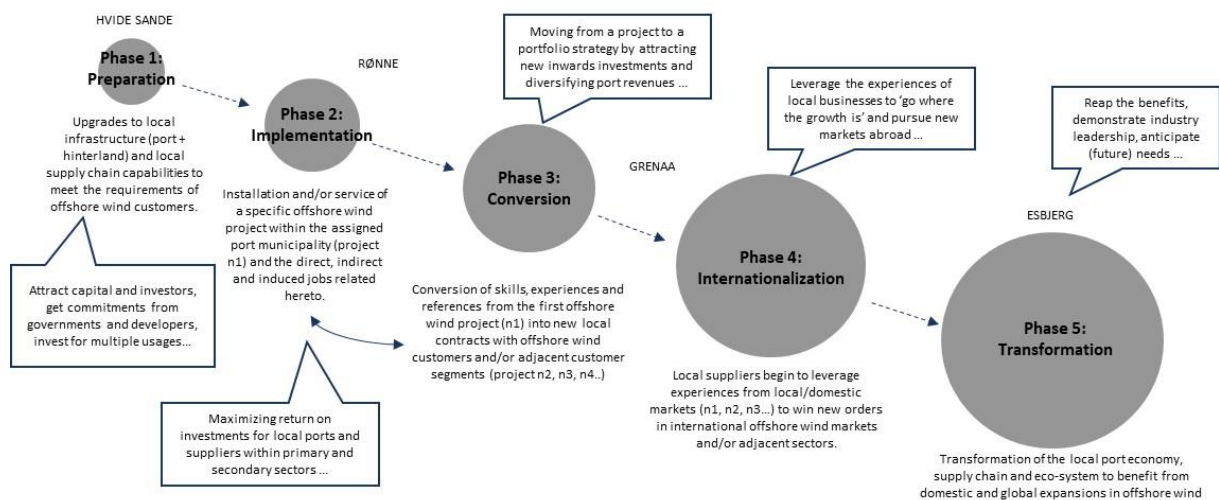 HVIDE SANDE
Phase 1:
Preparation
Upgrades to local
infrastructure (port +
hinterland) and local
supply chain capabilities to
meet the requirements of
offshore wind customers.
Attract capital and investors,
get commitments from
governments and developers,
invest for multiple usages...
RØNNE
Phase 2:
Implementation
Installation and/or service of
a specific offshore wind
project within the assigned
port municipality (project
n1) and the direct, indirect
and induced jobs related
hereto.
Maximizing return on
investments for local ports and
suppliers within primary and
secondary sectors ...
Moving from a project to a
portfolio strategy by attracting
new inwards investments and
diversifying port revenues ...
Phase 3:
Conversion
GRENAA
Conversion of skills, experiences and
references from the first offshore
wind project (n1) into new local
contracts with offshore wind
customers and/or adjacent customer
segments (project n2, n3, n4..)
Leverage the experiences of
local businesses to ‘go where
the growth is’ and pursue new
markets abroad ...
Phase 4:
Internationalization
Local suppliers begin to leverage
experiences from local/domestic
markets (n1, n2, n3...) to win new orders
in international offshore wind markets
and/or adjacent sectors.
Reap the benefits,
demonstrate industry
leadership, anticipate
(future) needs ...
ESBJERG
Phase 5:
Transformation
Transformation of the local port economy,
supply chain and eco-system to benefit from
domestic and global expansions in offshore wind